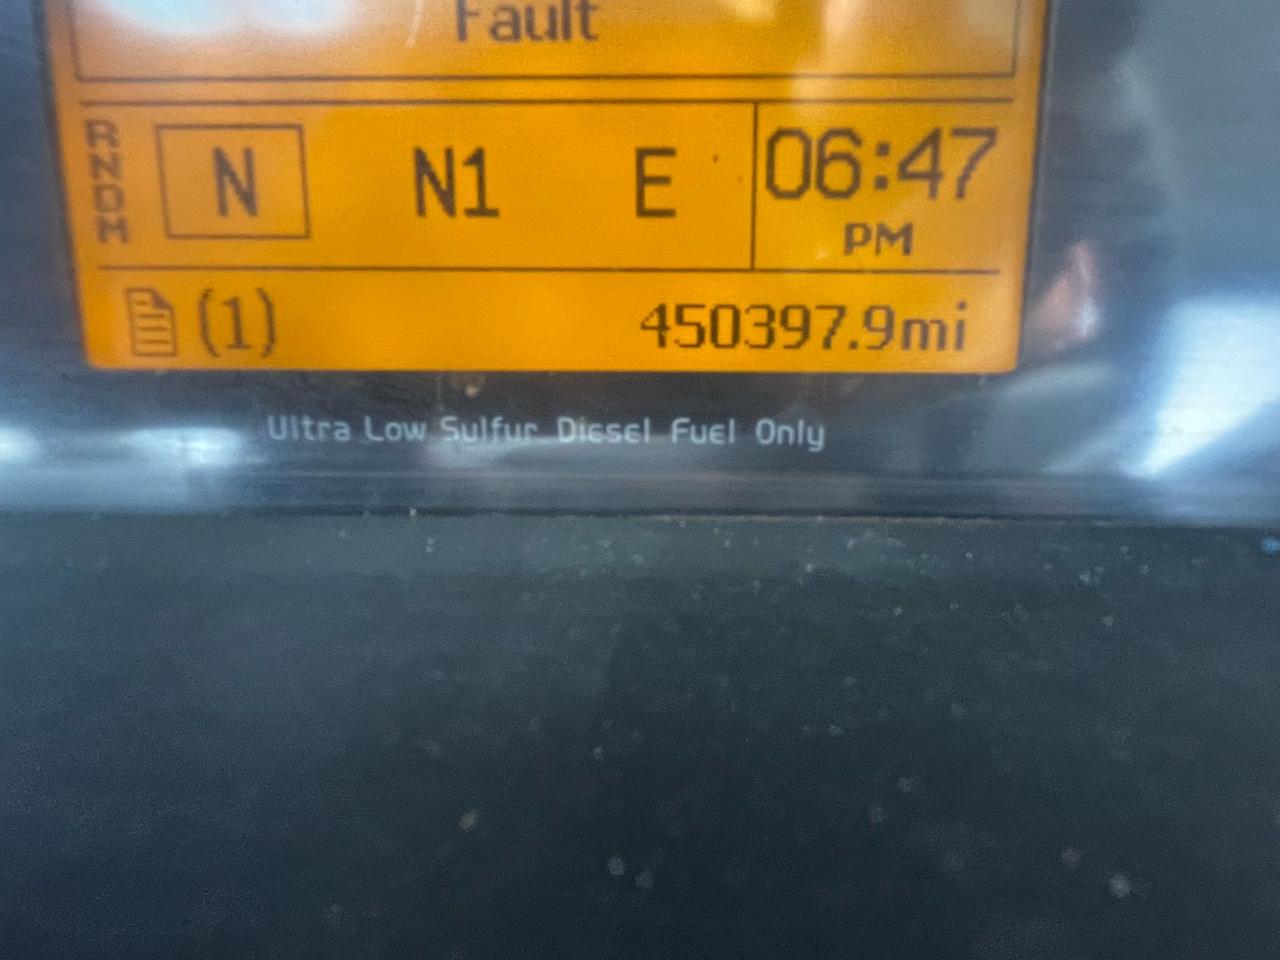 Fault
RNDM
N N1 E 06:47
PM
(1) 450397.9mi
Ultra Low Sulfur Diesel Fuel Only